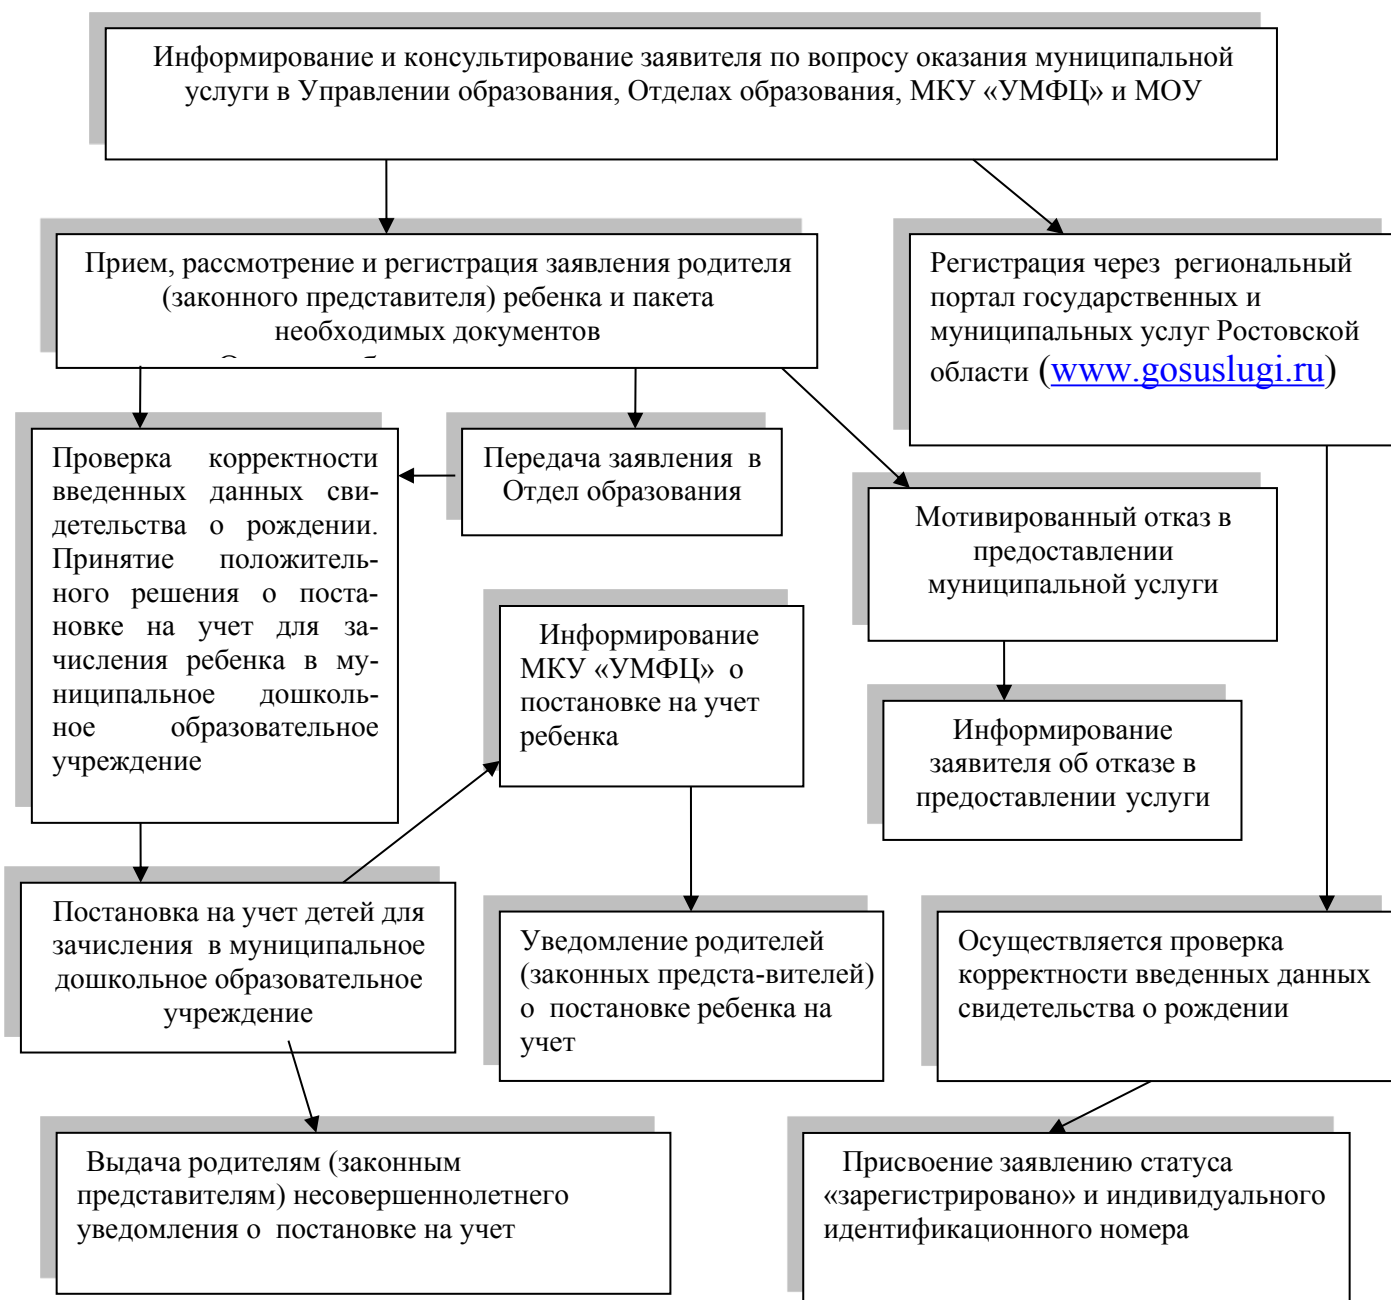 Информирование и консультирование заявителя по вопросу оказания муниципальной
услуги в Управлении образования, Отделах образования, МКУ «УМФЦ» и МОУ
Прием, рассмотрение и регистрация заявления родителя
(законного представителя) ребенка и пакета
необходимых документов
Регистрация через региональный
портал государственных и
муниципальных услуг Ростовской
области (www.gosuslugi.ru)
Проверка корректности
введенных данных сви-
детельства о рождении.
Принятие положитель-
ного решения о поста-
новке на учет для за-
числения ребенка в му-
ниципальное дошколь-
ное образовательное
учреждение
Передача заявления в
Отдел образования
Мотивированный отказ в
предоставлении
муниципальной услуги
Информирование
МКУ «УМФЦ» о
постановке на учет
ребенка
Информирование
заявителя об отказе в
предоставлении услуги
Постановка на учет детей для
зачисления в муниципальное
дошкольное образовательное
учреждение
Уведомление родителей
(законных предста-вителей)
о постановке ребенка на
учет
Осуществляется проверка
корректности введенных данных
свидетельства о рождении
Выдача родителям (законным
представителям) несовершеннолетнего
уведомления о постановке на учет
Присвоение заявлению статуса
«зарегистрировано» и индивидуального
идентификационного номера